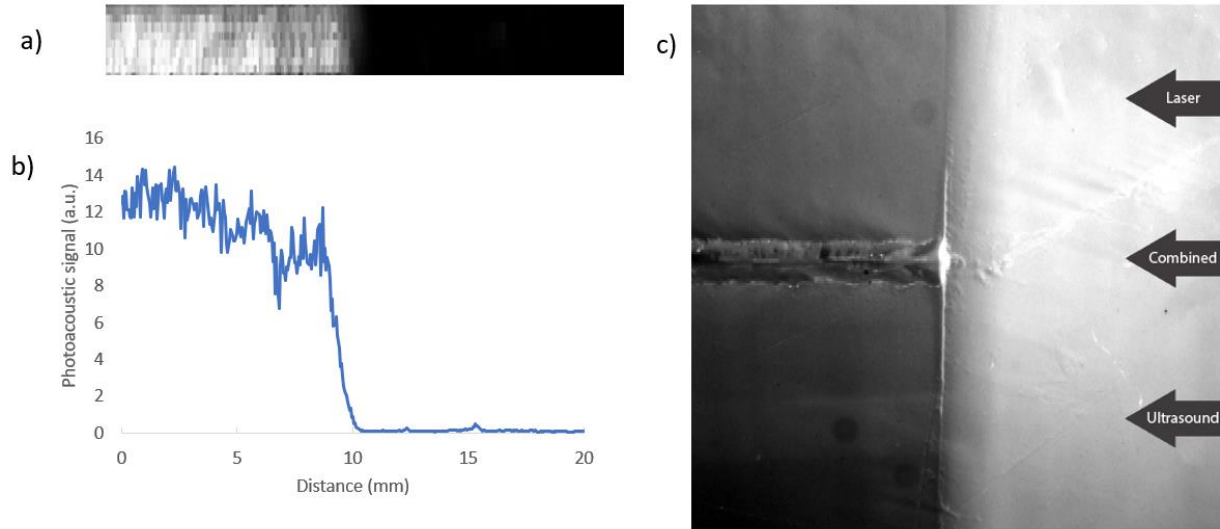 a)
b)
16
14
12
10
8
6
4
2
0
Photoacoustic signal (a.u.)
0 5 10 15 20
Distance (mm)
c)
Laser
Combined
Ultrasound